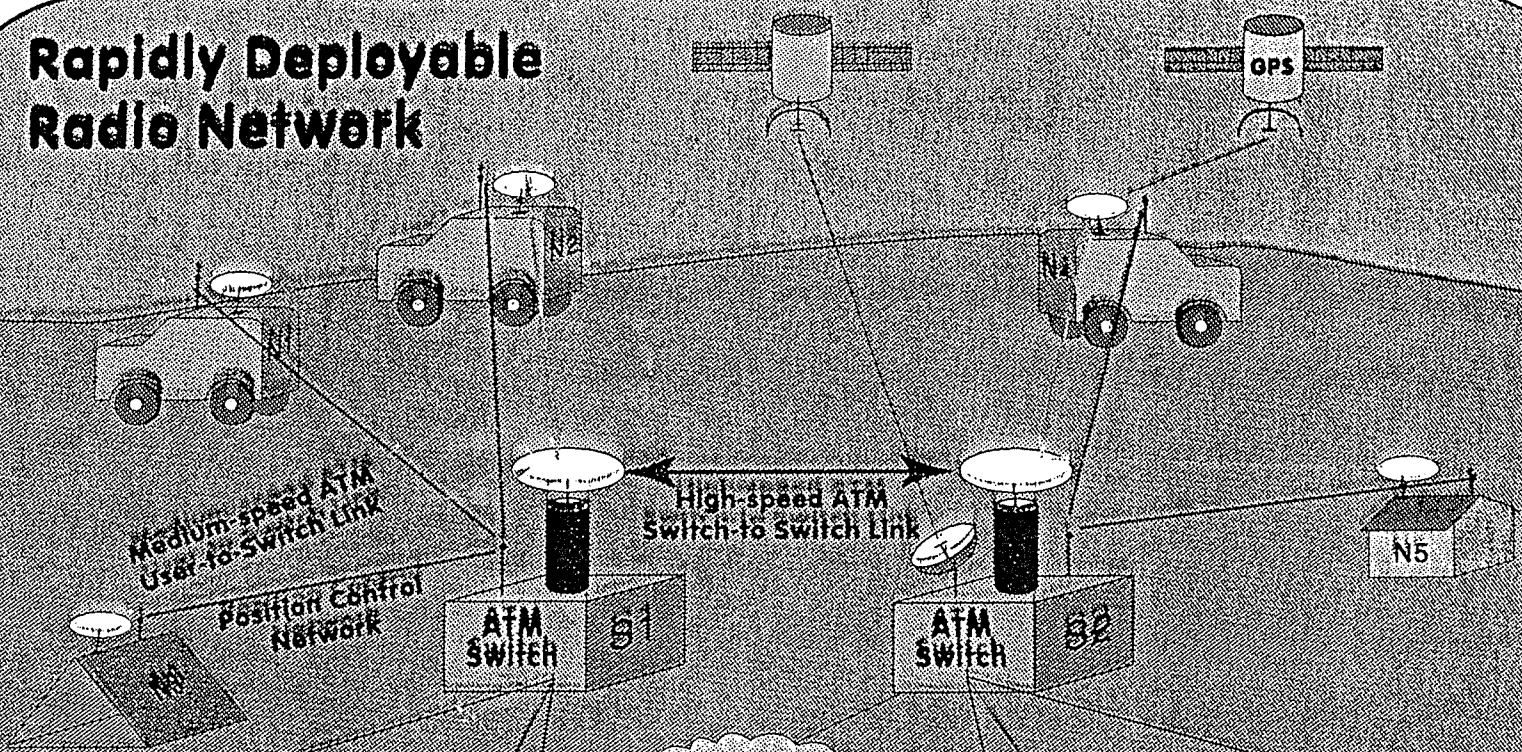 Rapidly Deployable
Radio Network
GPS
N2
N4
N1
Medium-speed ATM
User-to-Switch Link
High-speed ATM
Switch-to Switch Link
N5
Position Control
Network
ATM
Switch
S1
ATM
Switch
S2